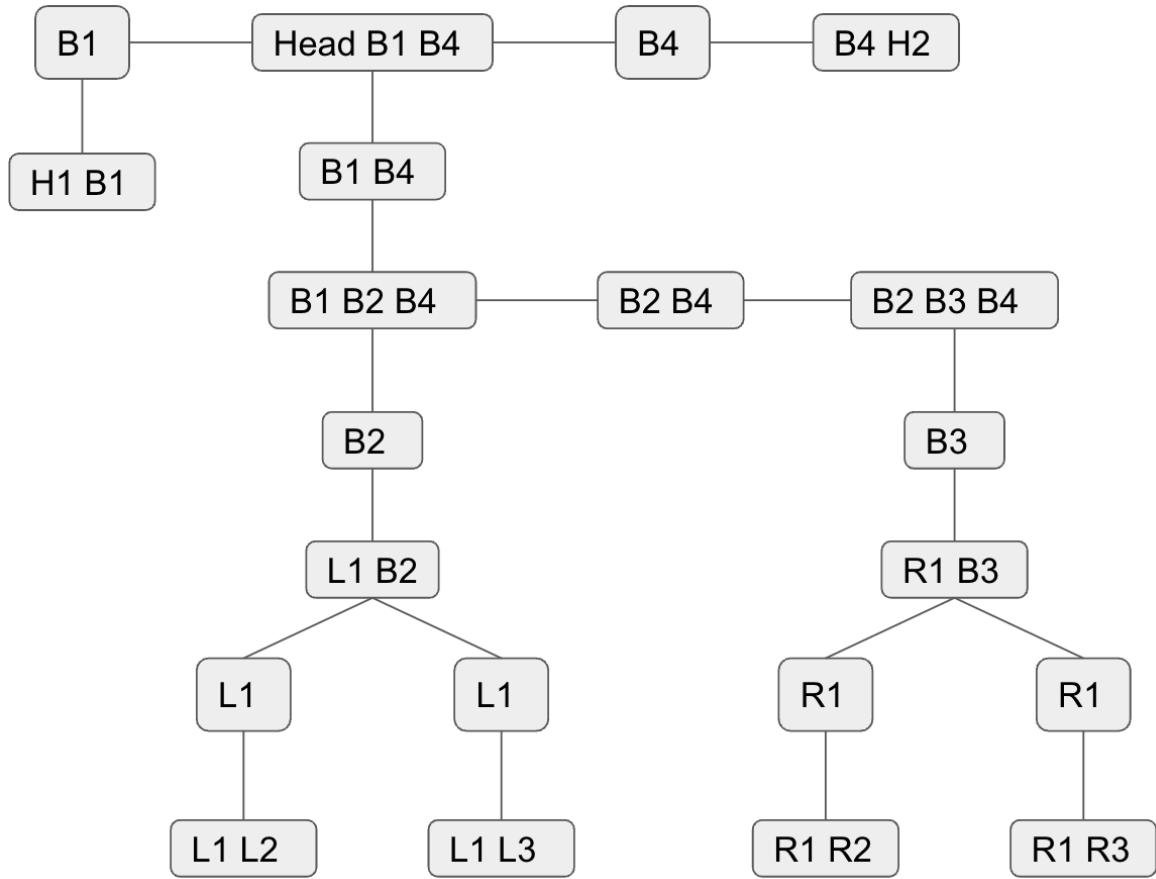 B1
Head B1 B4
B4
B4 H2
H1 B1
B1 B4
B1 B2 B4
B2 B4
B2 B3 B4
B2
B3
L1 B2
R1 B3
L1
L1
R1
R1
L1 L2
L1 L3
R1 R2
R1 R3